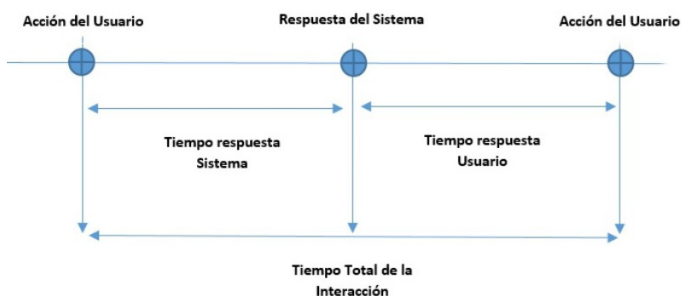 Acción del Usuario
Respuesta del Sistema
Acción del Usuario
Tiempo respuesta
Sistema
Tiempo respuesta
Usuario
Tiempo Total de la
Interacción